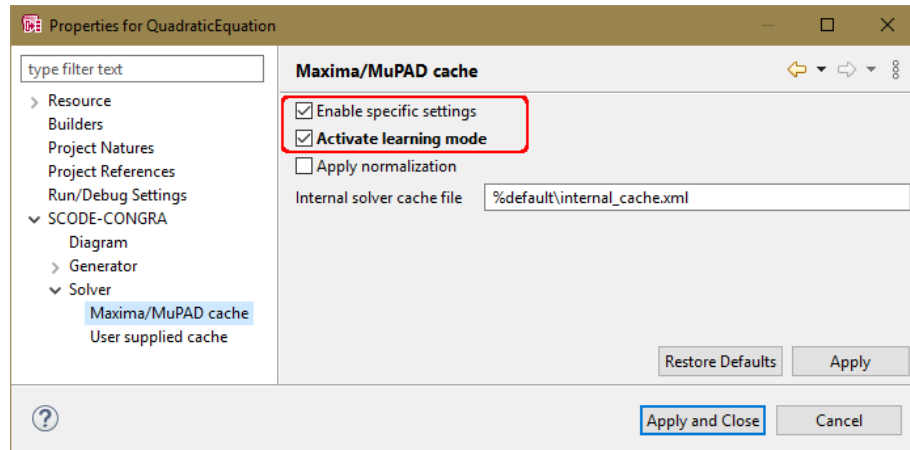 Properties for QuadraticEquation
type filter text
Resource
Builders
Project Natures
Project References
Run/Debug Settings
SCODE-CONGRA
Diagram
Generator
Solver
Maxima/MuPAD cache
User supplied cache
Maxima/MuPAD cache
Enable specific settings
Activate learning mode
Apply normalization
Internal solver cache file %default\internal_cache.xml
Restore Defaults Apply
? Apply and Close Cancel